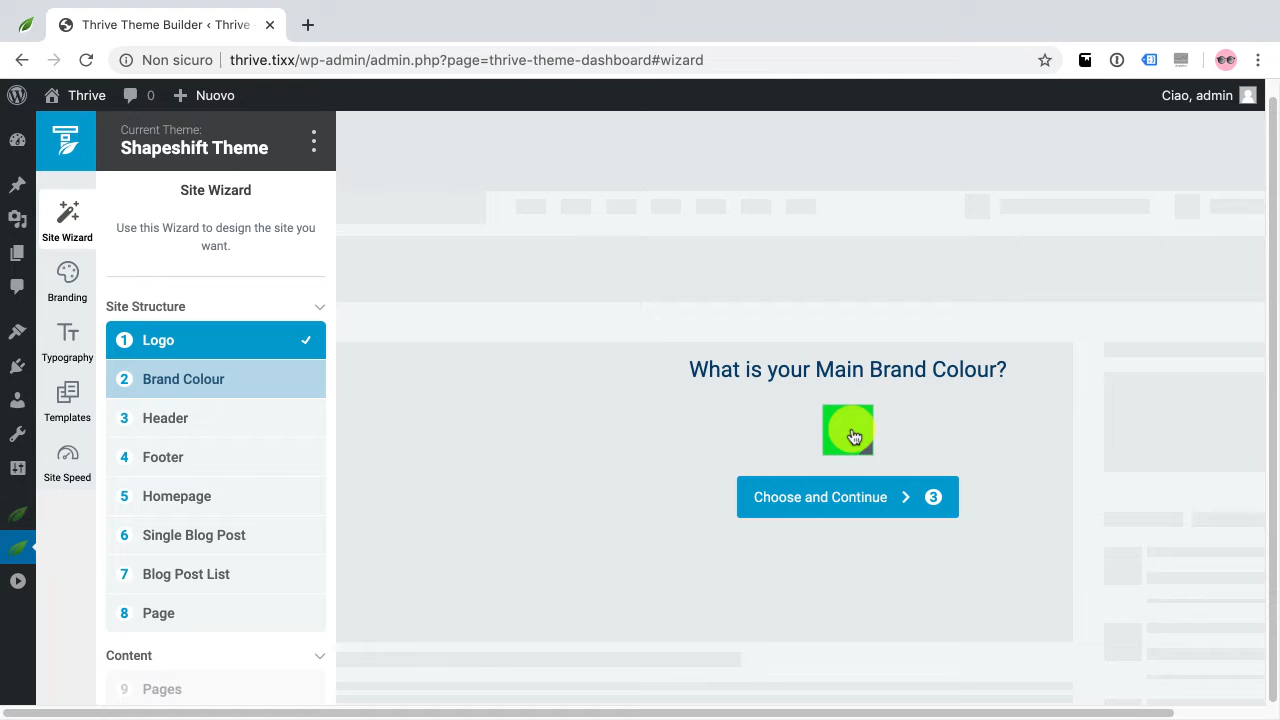 Thrive Theme Builder ‹ Thrive
Non sicuro
thrive.tixx/wp-admin/admin.php?page=thrive-theme-dashboard#wizard
Thrive
0
Nuovo
Ciao, admin
Current Theme:
Shapeshift Theme
Site Wizard
Branding
Typography
Templates
Site Speed
Site Wizard
Use this Wizard to design the site you
want.
Site Structure
1 Logo
2 Brand Colour
3 Header
4 Footer
5 Homepage
6 Single Blog Post
7 Blog Post List
8 Page
Content
9 Pages
What is your Main Brand Colour?
Choose and Continue 3